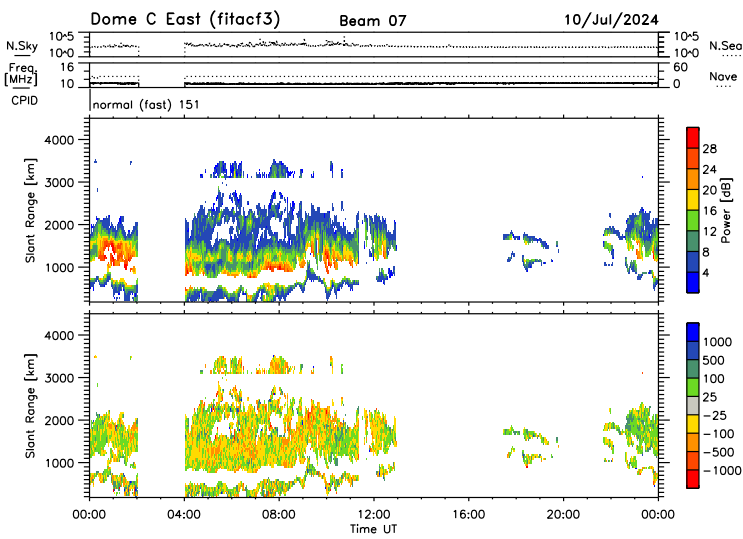 Dome C East (fitacf3) Beam 07 10/Jul/2024
N.Sky 10^5 10^0 10^5 10^0 N.Sea
Freq. [MHz] 16 10 60 0 Nave
CPID normal (fast) 151
Slant Range [km] 4000 3000 2000 1000
Power [dB] 28 24 20 16 12 8 4
Slant Range [km] 4000 3000 2000 1000
1000 500 100 25 -25 -100 -500 -1000
00:00 04:00 08:00 12:00 16:00 20:00 00:00
Time UT